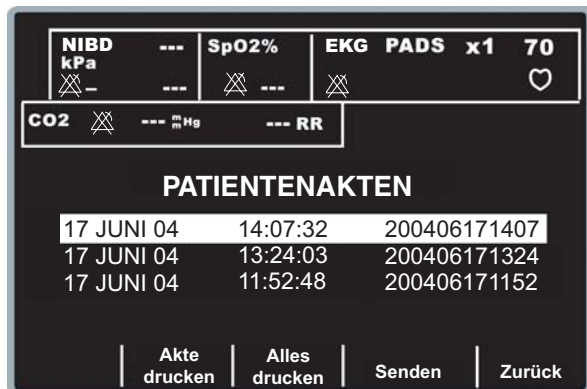 NIBD --- SpO2% EKG PADS x1 70
kPa
– --- ---
CO2 --- mmHg --- RR
PATIENTENAKTEN
17 JUNI 04 14:07:32 200406171407
17 JUNI 04 13:24:03 200406171324
17 JUNI 04 11:52:48 200406171152
Akte drucken Alles drucken Senden Zurück